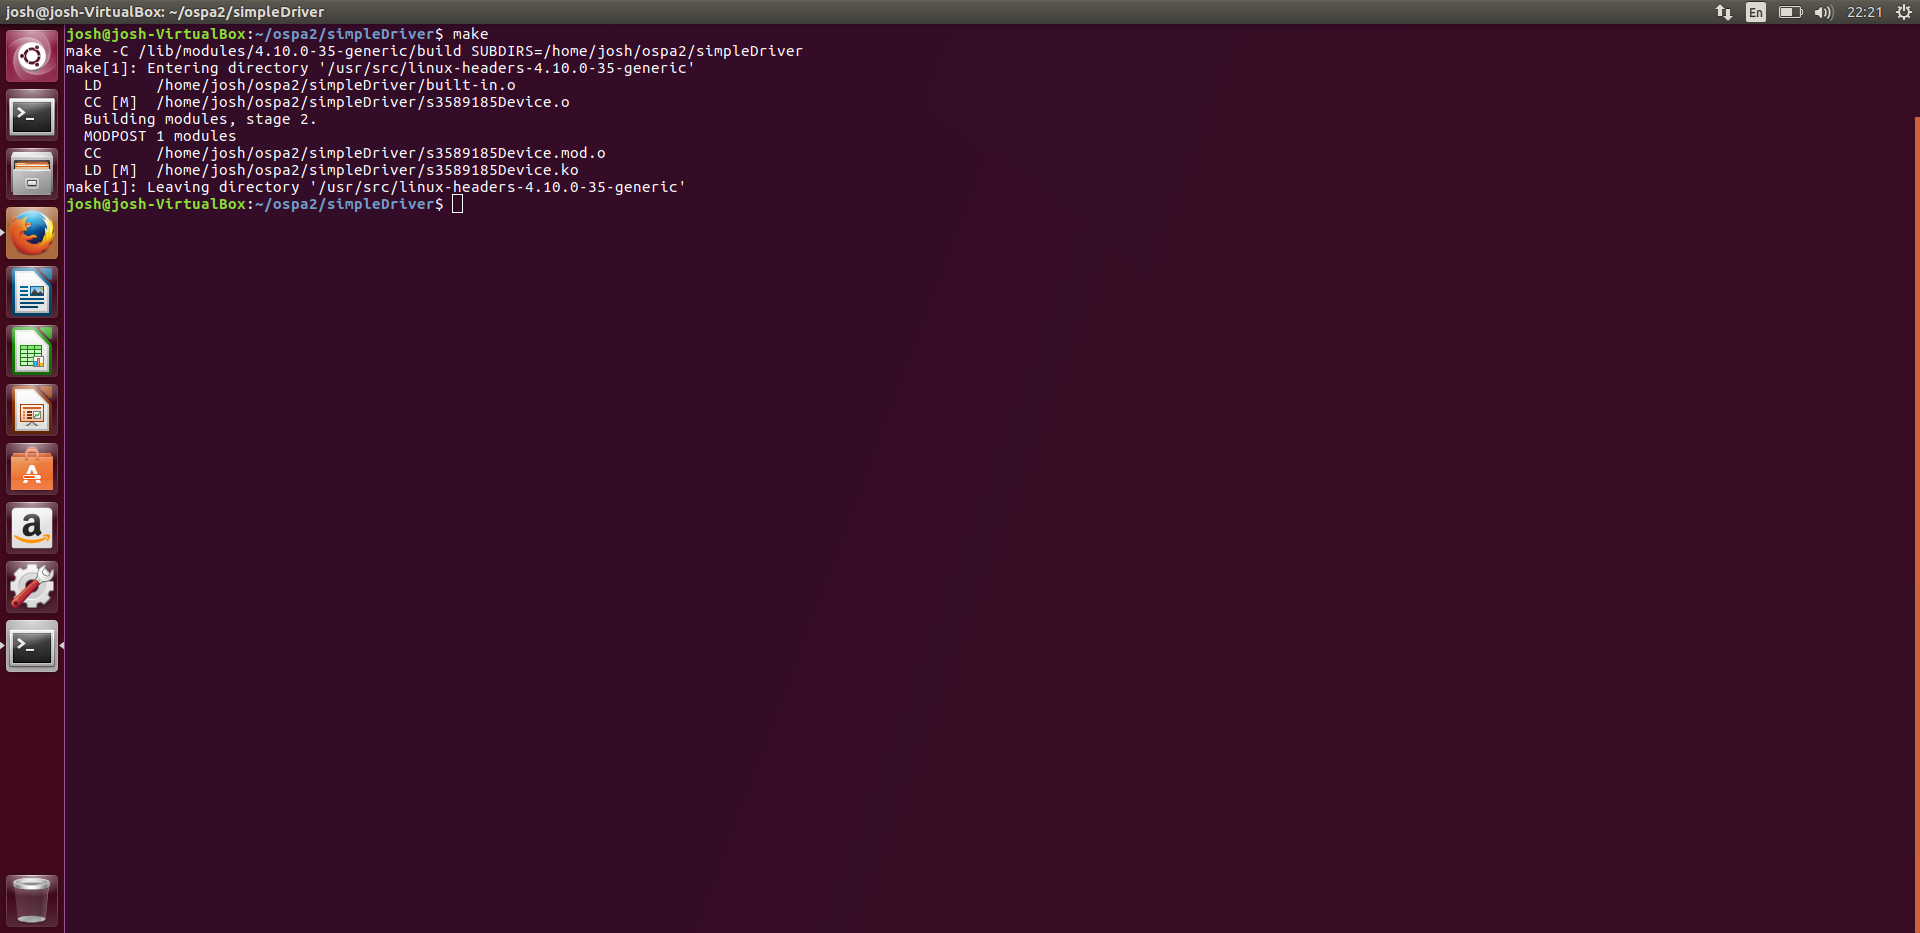 josh@josh-VirtualBox: ~/ospa2/simpleDriver
En
22:21
josh@josh-VirtualBox:~/ospa2/simpleDriver$ make
make -C /lib/modules/4.10.0-35-generic/build SUBDIRS=/home/josh/ospa2/simpleDriver
make[1]: Entering directory '/usr/src/linux-headers-4.10.0-35-generic'
  LD      /home/josh/ospa2/simpleDriver/built-in.o
  CC [M]  /home/josh/ospa2/simpleDriver/s3589185Device.o
  Building modules, stage 2.
  MODPOST 1 modules
  CC      /home/josh/ospa2/simpleDriver/s3589185Device.mod.o
  LD [M]  /home/josh/ospa2/simpleDriver/s3589185Device.ko
make[1]: Leaving directory '/usr/src/linux-headers-4.10.0-35-generic'
josh@josh-VirtualBox:~/ospa2/simpleDriver$